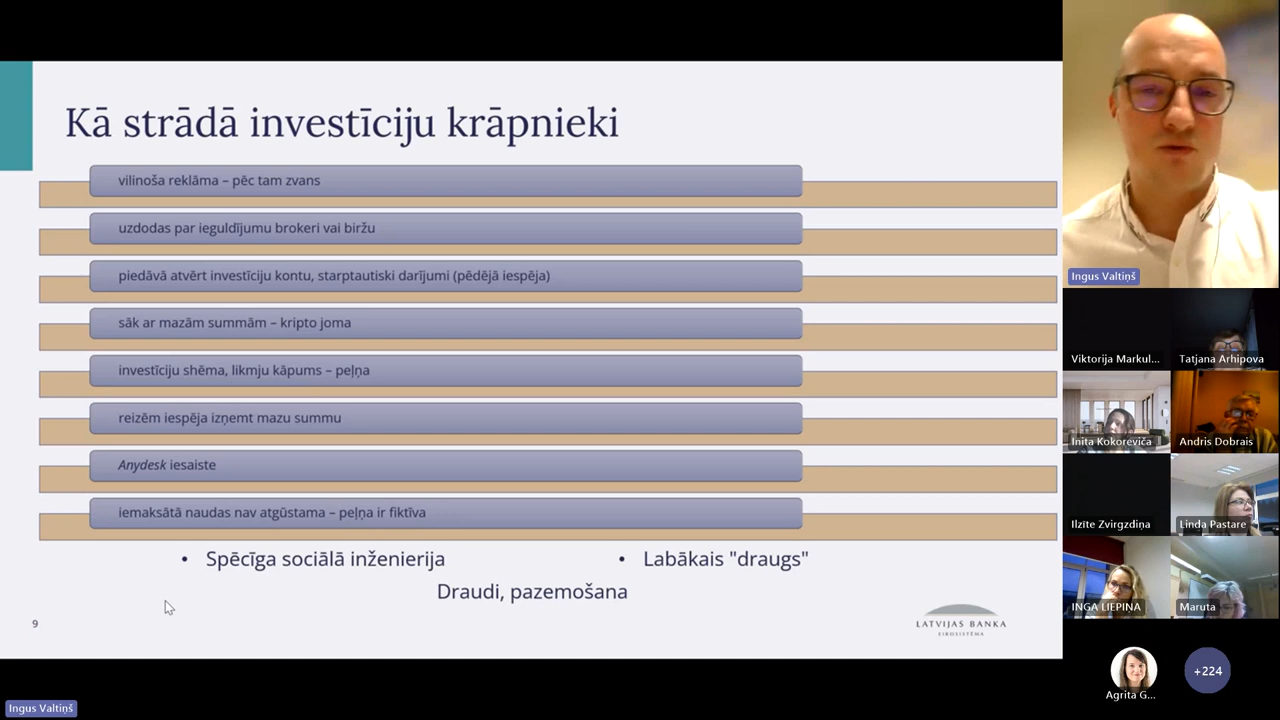 Kā strādā investīciju krāpnieki
vilinoša reklāma – pēc tam zvans
uzdodas par ieguldījumu brokeri vai biržu
piedāvā atvērt investīciju kontu, starptautiski darījumi (pēdējā iespēja)
sāk ar mazām summām – kripto joma
investīciju shēma, likmju kāpums – peļņa
reizēm iespēja izņemt mazu summu
Anydesk iesaiste
iemaksātā naudas nav atgūstama – peļņa ir fiktīva
• Spēcīga sociālā inženierija
• Labākais "draugs"
Draudi, pazemošana
9
LATVIJAS BANKA
EIROSISTĒMA
Ingus Valtiņš
Ingus Valtiņš
Viktorija Markul...
Tatjana Arhipova
Inita Kokoreviča
Andris Dobrais
Ilzīte Zvirgzdiņa
Linda Pastare
INGA LIEPIŅA
Maruta
Agrita G...
+224